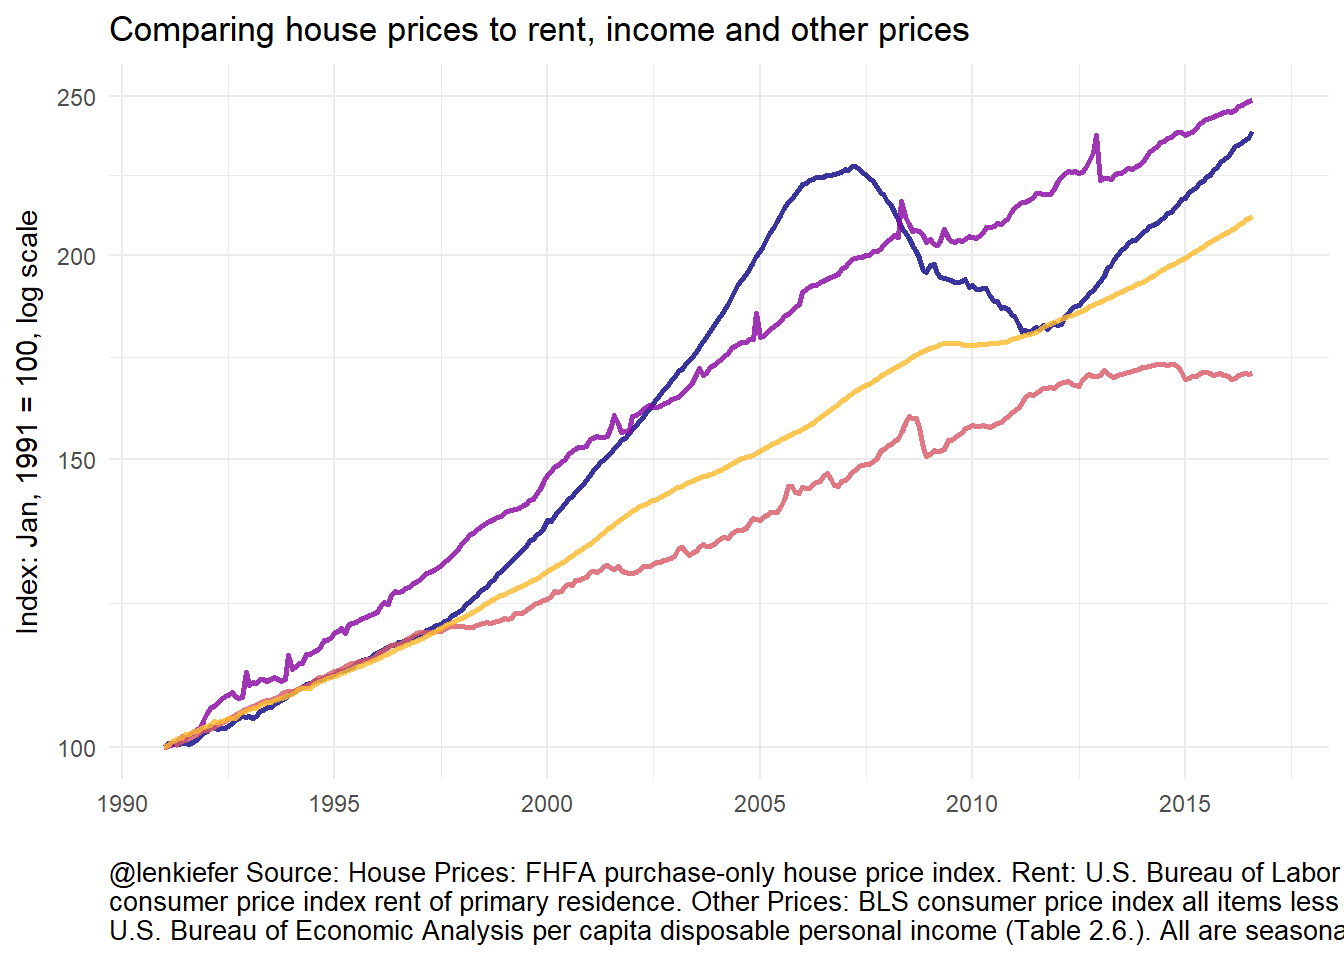 Comparing house prices to rent, income and other prices
Index: Jan, 1991 = 100, log scale
250
200
150
100
1990 1995 2000 2005 2010 2015
@lenkiefer Source: House Prices: FHFA purchase-only house price index. Rent: U.S. Bureau of Labor
consumer price index rent of primary residence. Other Prices: BLS consumer price index all items less
U.S. Bureau of Economic Analysis per capita disposable personal income (Table 2.6.). All are seasona